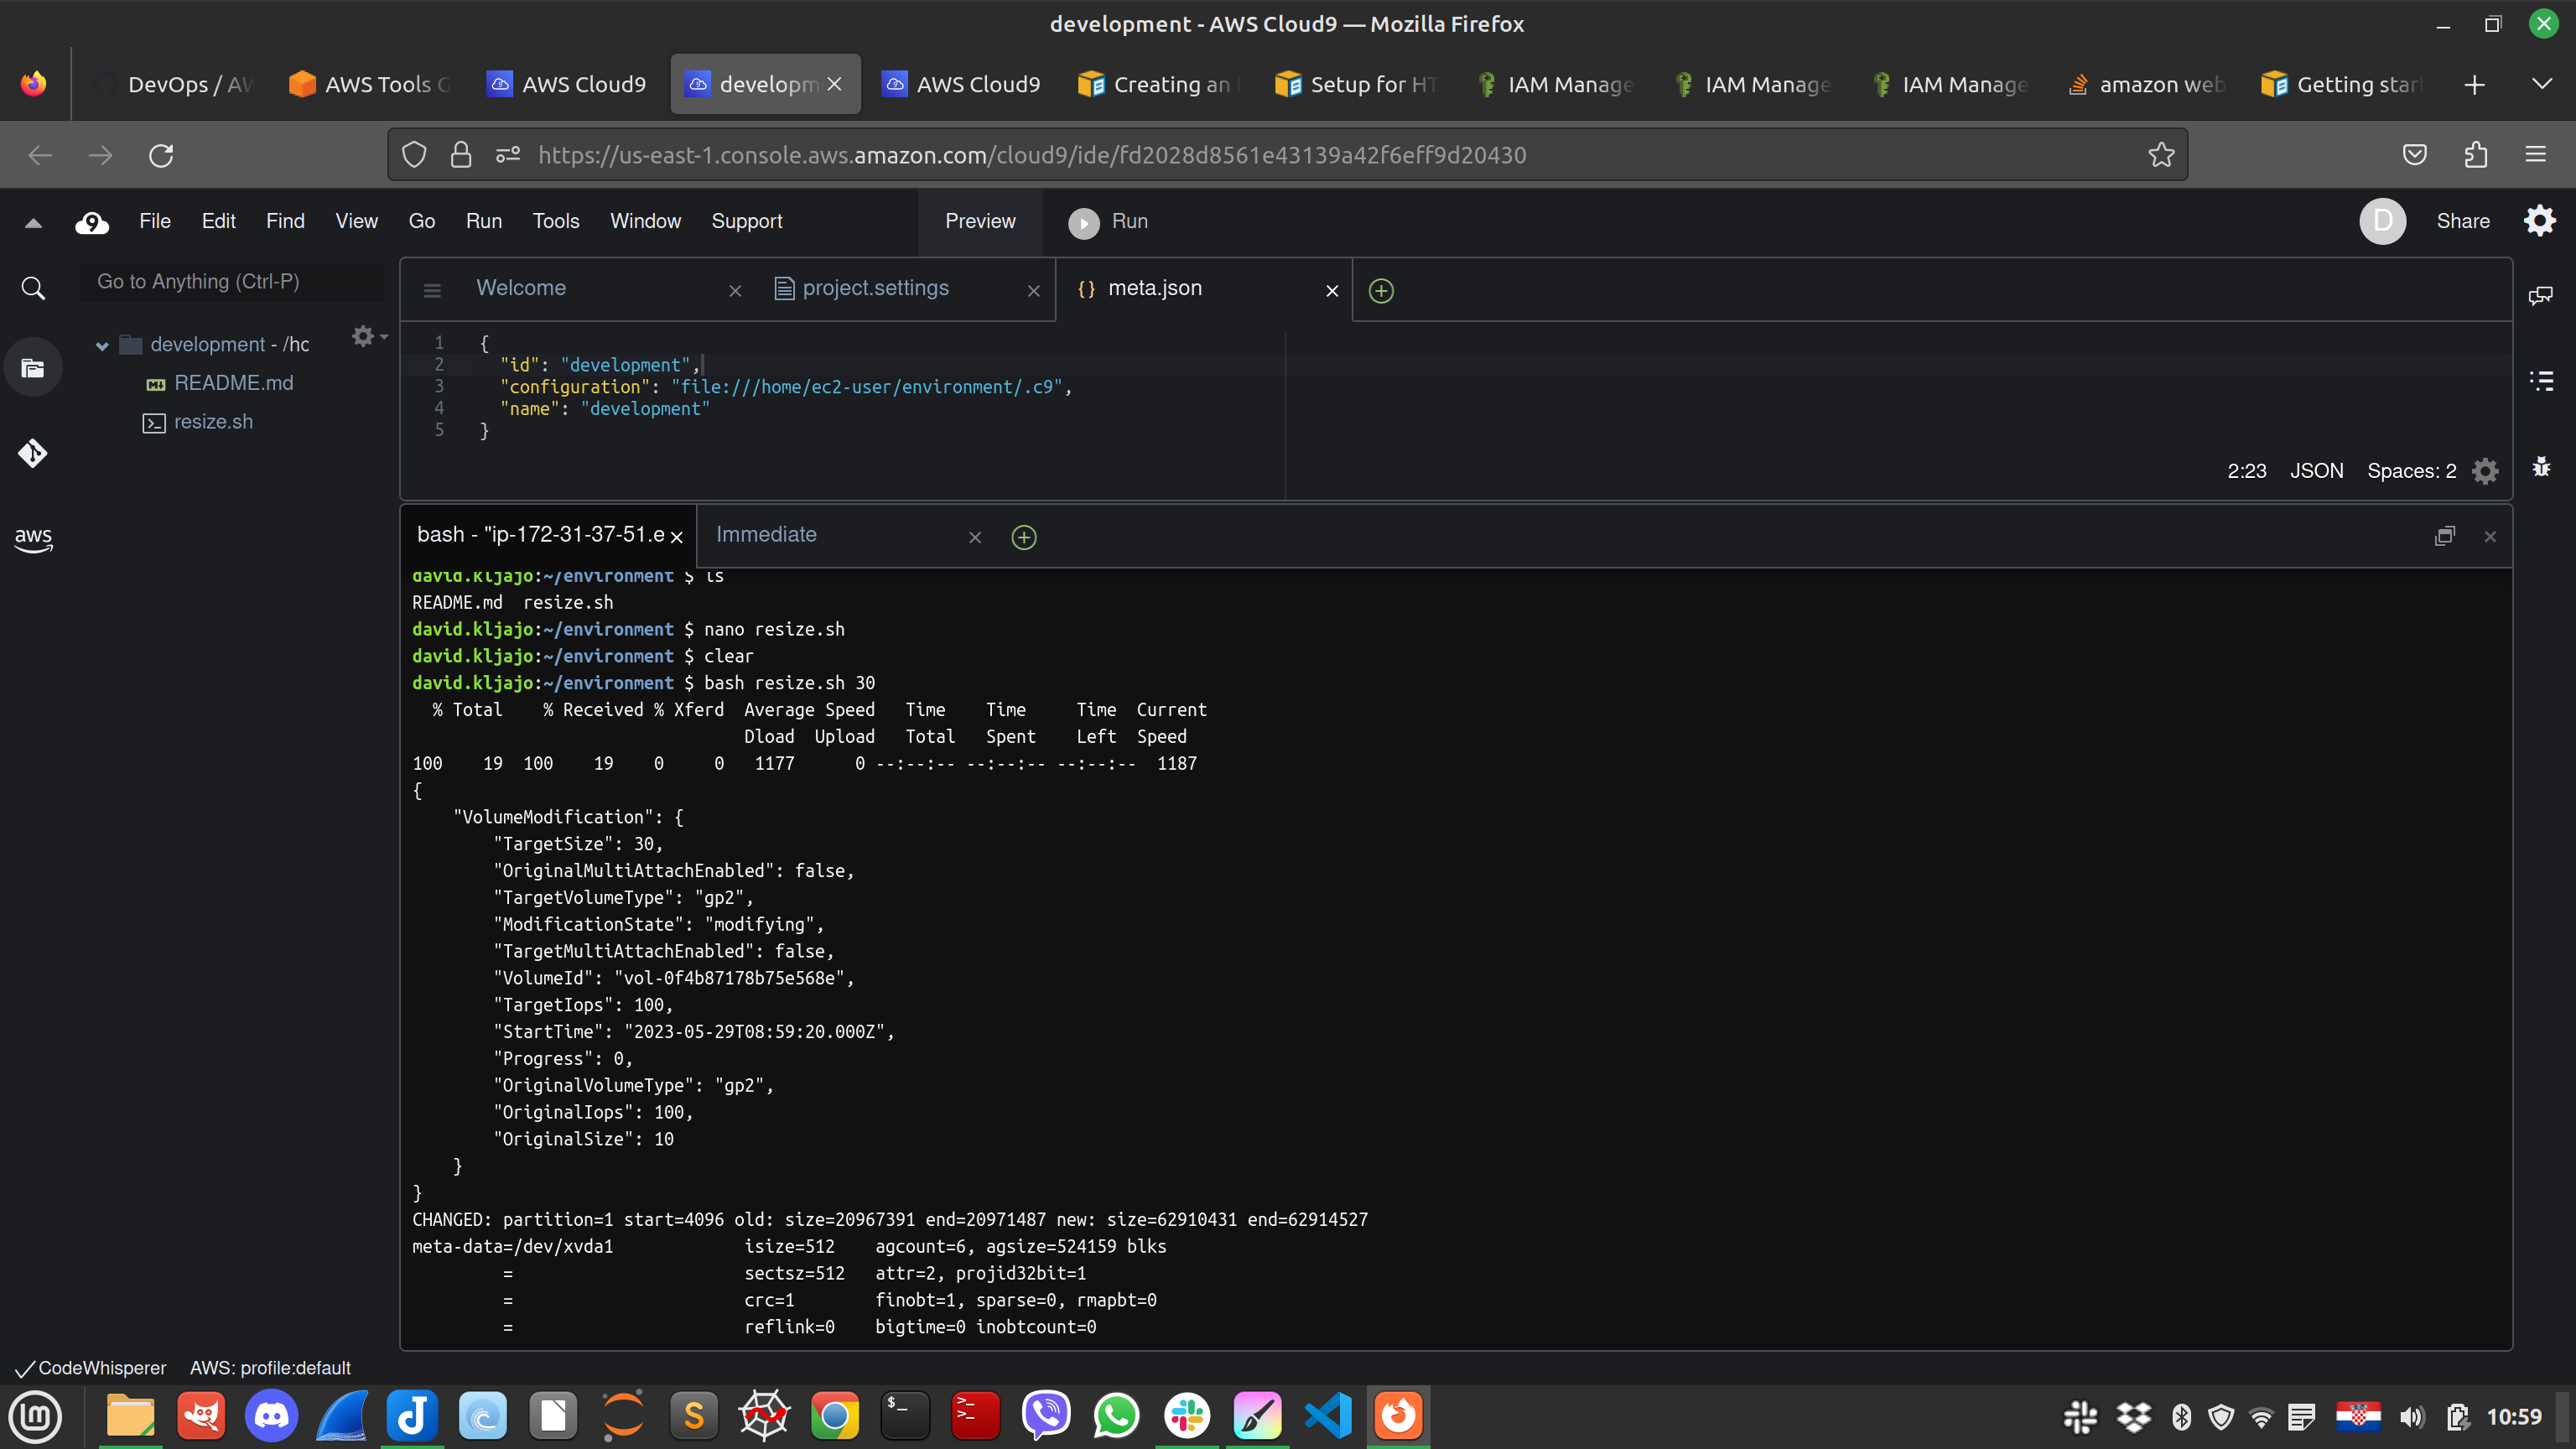 development - AWS Cloud9 — Mozilla Firefox
DevOps / AW
AWS Tools G
AWS Cloud9
developm
AWS Cloud9
Creating an
Setup for HT
IAM Manage
IAM Manage
IAM Manage
amazon web
Getting start
https://us-east-1.console.aws.amazon.com/cloud9/ide/fd2028d8561e43139a42f6eff9d20430
9 File Edit Find View Go Run Tools Window Support Preview Run D Share
Go to Anything (Ctrl-P)
development - /hc
README.md
resize.sh
aws
Welcome
project.settings
{} meta.json
1 {
2 "id": "development",
3 "configuration": "file:///home/ec2-user/environment/.c9",
4 "name": "development"
5 }
2:23 JSON Spaces: 2
bash - "ip-172-31-37-51.e
Immediate
david.kljajo:~/environment $ ls
README.md  resize.sh
david.kljajo:~/environment $ nano resize.sh
david.kljajo:~/environment $ clear
david.kljajo:~/environment $ bash resize.sh 30
  % Total    % Received % Xferd  Average Speed   Time    Time     Time  Current
                                 Dload  Upload   Total   Spent    Left  Speed
100    19  100    19    0     0   1177      0 --:--:-- --:--:-- --:--:--  1187
{
    "VolumeModification": {
        "TargetSize": 30,
        "OriginalMultiAttachEnabled": false,
        "TargetVolumeType": "gp2",
        "ModificationState": "modifying",
        "TargetMultiAttachEnabled": false,
        "VolumeId": "vol-0f4b87178b75e568e",
        "TargetIops": 100,
        "StartTime": "2023-05-29T08:59:20.000Z",
        "Progress": 0,
        "OriginalVolumeType": "gp2",
        "OriginalIops": 100,
        "OriginalSize": 10
    }
}
CHANGED: partition=1 start=4096 old: size=20967391 end=20971487 new: size=62910431 end=62914527
meta-data=/dev/xvda1             isize=512    agcount=6, agsize=524159 blks
         =                       sectsz=512   attr=2, projid32bit=1
         =                       crc=1        finobt=1, sparse=0, rmapbt=0
         =                       reflink=0    bigtime=0 inobtcount=0
CodeWhisperer AWS: profile:default
10:59